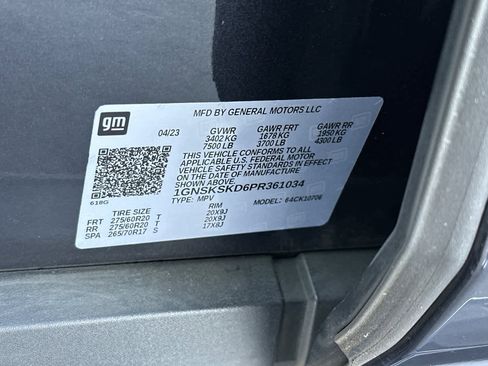 MFD BY GENERAL MOTORS LLC
gm
04/23 GVWR GAWR FRT GAWR RR
3402 KG 1678 KG 1950 KG
7500 LB 3700 LB 4300 LB
THIS VEHICLE CONFORMS TO ALL
APPLICABLE U.S. FEDERAL MOTOR
VEHICLE SAFETY STANDARDS IN EFFECT
ON THE DATE OF MANUFACTURE SHOWN ABOVE.
1GNSKSKD6PR361034
618G TYPE: MPV MODEL: 64CK10706
TIRE SIZE RIM
FRT 275/60R20 T 20X9J
RR 275/60R20 T 20X9J
SPA 265/70R17 S 17X8J